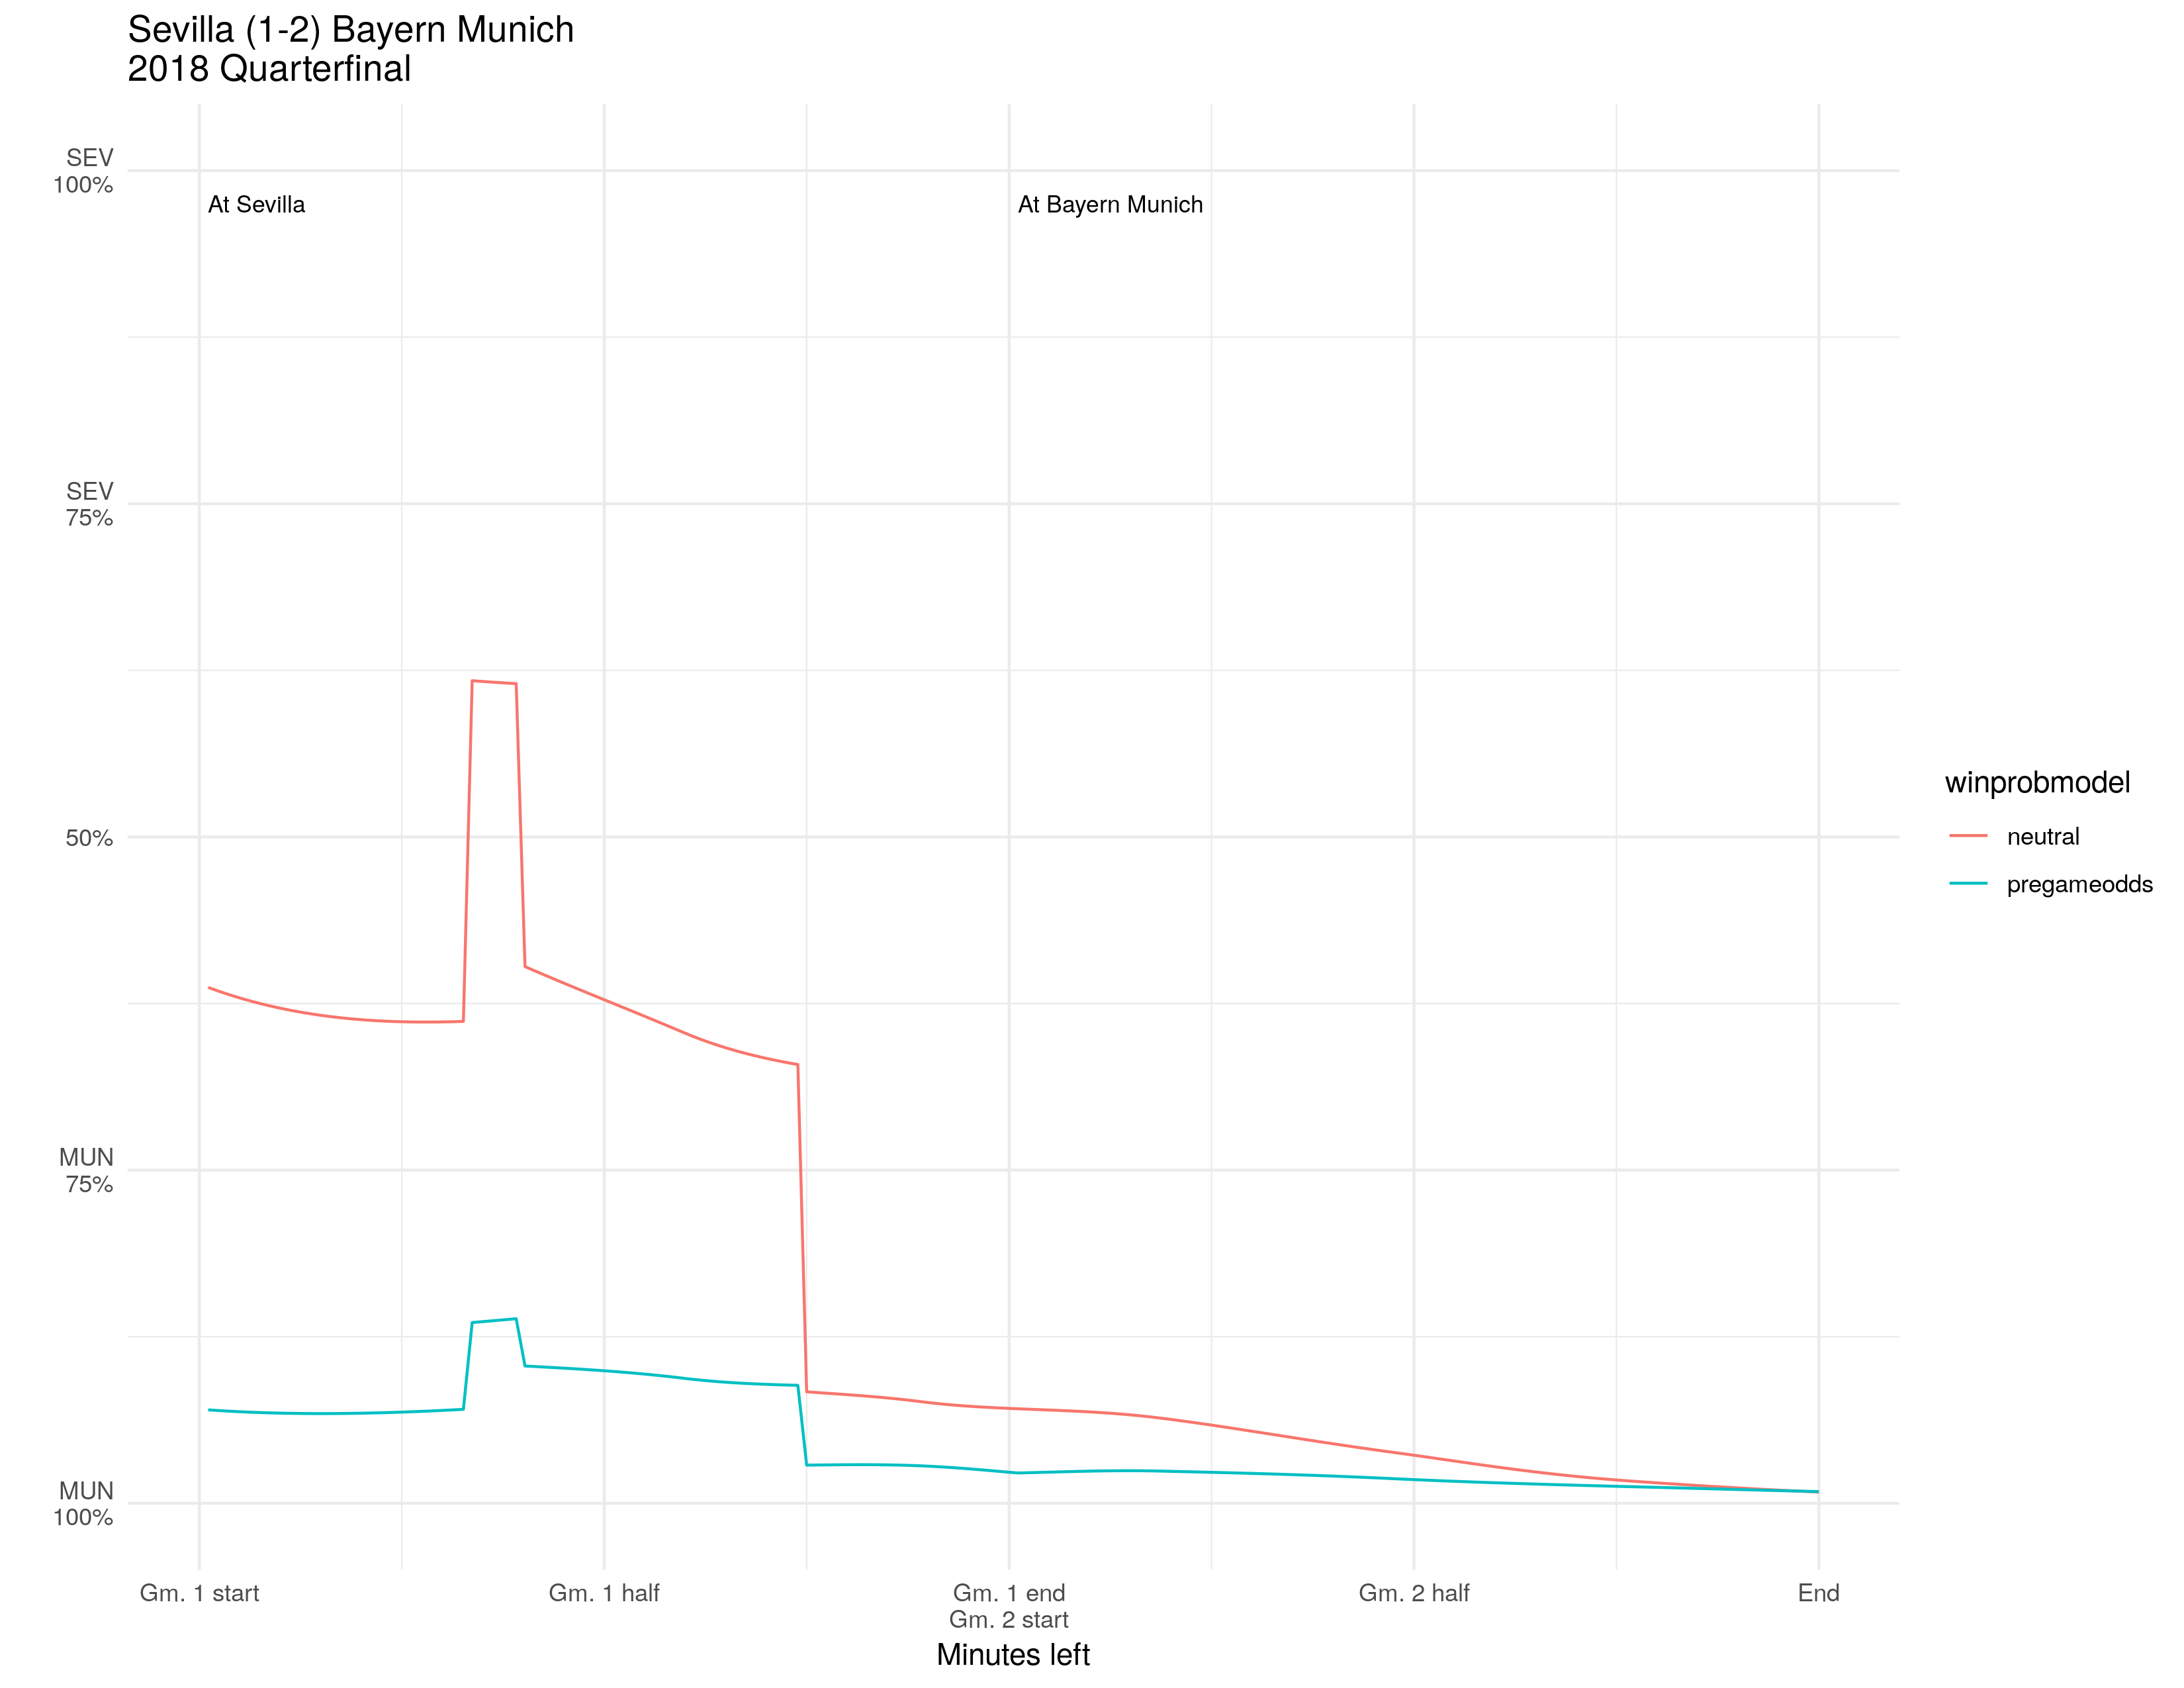 Sevilla (1-2) Bayern Munich
2018 Quarterfinal
SEV
100%
At Sevilla
At Bayern Munich
SEV
75%
50%
MUN
75%
MUN
100%
winprobmodel
neutral
pregameodds
Gm. 1 start
Gm. 1 half
Gm. 1 end
Gm. 2 start
Gm. 2 half
End
Minutes left